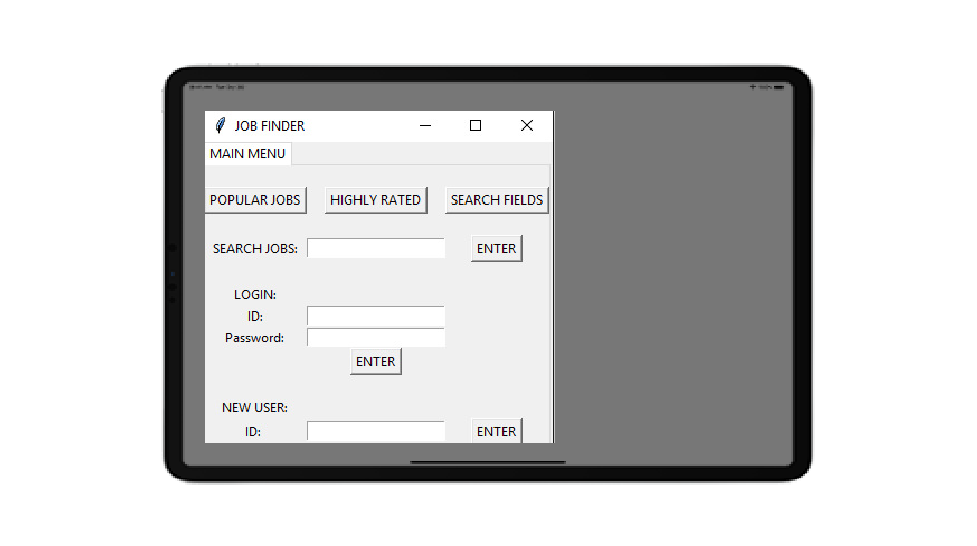 JOB FINDER
MAIN MENU
POPULAR JOBS HIGHLY RATED SEARCH FIELDS
SEARCH JOBS: ENTER
LOGIN:
ID:
Password:
ENTER
NEW USER:
ID: ENTER